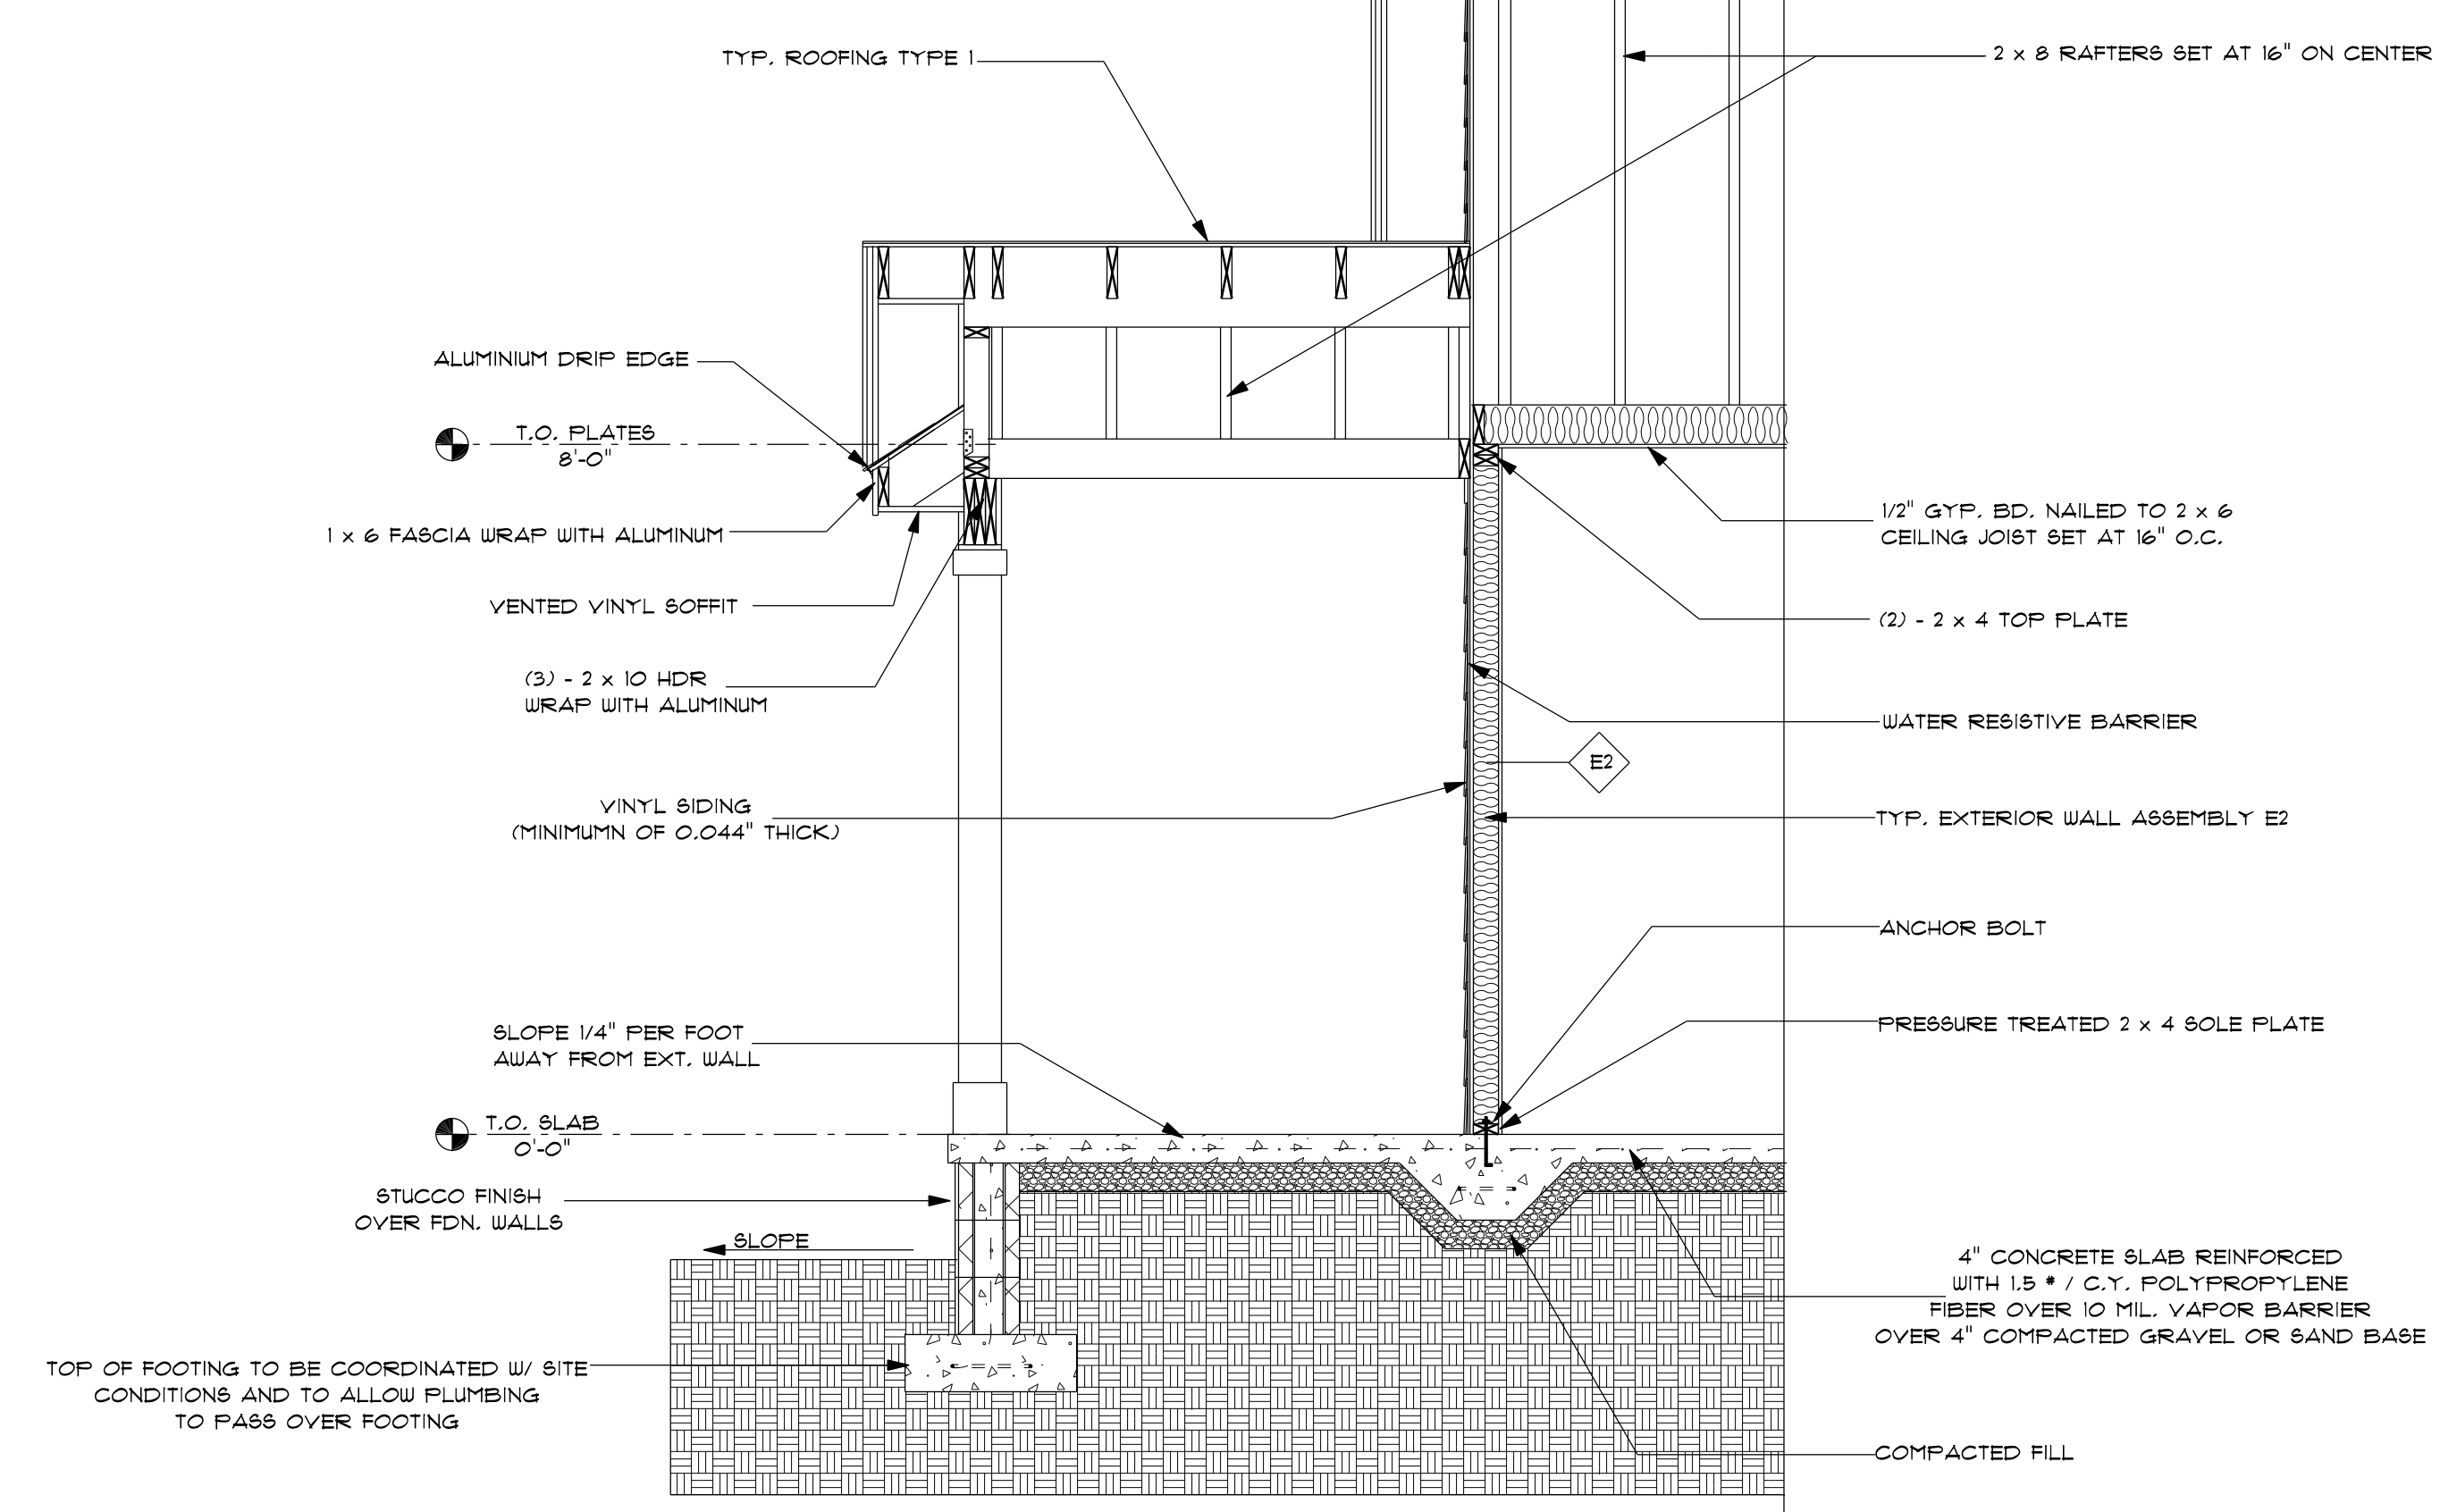 TYP. ROOFING TYPE 1
2 x 8 RAFTERS SET AT 16" ON CENTER
ALUMINIUM DRIP EDGE
T.O. PLATES
8'-0"
1 x 6 FASCIA WRAP WITH ALUMINUM
1/2" GYP. BD. NAILED TO 2 x 6
CEILING JOIST SET AT 16" O.C.
VENTED VINYL SOFFIT
(2) - 2 x 4 TOP PLATE
(3) - 2 x 10 HDR
WRAP WITH ALUMINUM
WATER RESISTIVE BARRIER
E2
VINYL SIDING
(MINIMUMN OF 0.044" THICK)
TYP. EXTERIOR WALL ASSEMBLY E2
ANCHOR BOLT
SLOPE 1/4" PER FOOT
AWAY FROM EXT. WALL
PRESSURE TREATED 2 x 4 SOLE PLATE
T.O. SLAB
0'-0"
STUCCO FINISH
OVER FDN. WALLS
SLOPE
4" CONCRETE SLAB REINFORCED
WITH 1.5 # / C.Y. POLYPROPYLENE
FIBER OVER 10 MIL. VAPOR BARRIER
OVER 4" COMPACTED GRAVEL OR SAND BASE
TOP OF FOOTING TO BE COORDINATED W/ SITE
CONDITIONS AND TO ALLOW PLUMBING
TO PASS OVER FOOTING
COMPACTED FILL